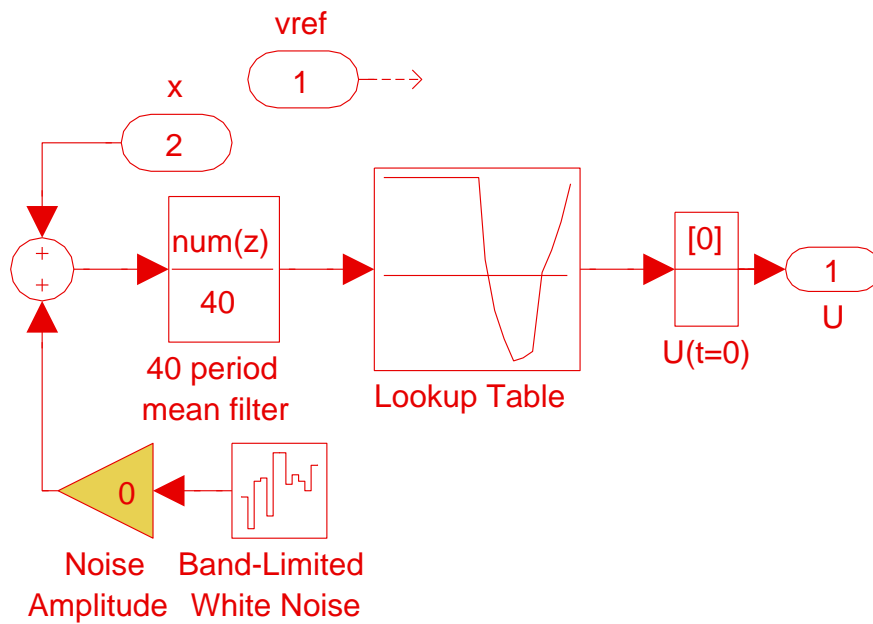 vref
1
x
2
+
+
num(z)
40
40 period
mean filter
Lookup Table
[0]
U(t=0)
1
U
0
Noise
Amplitude
Band-Limited
White Noise